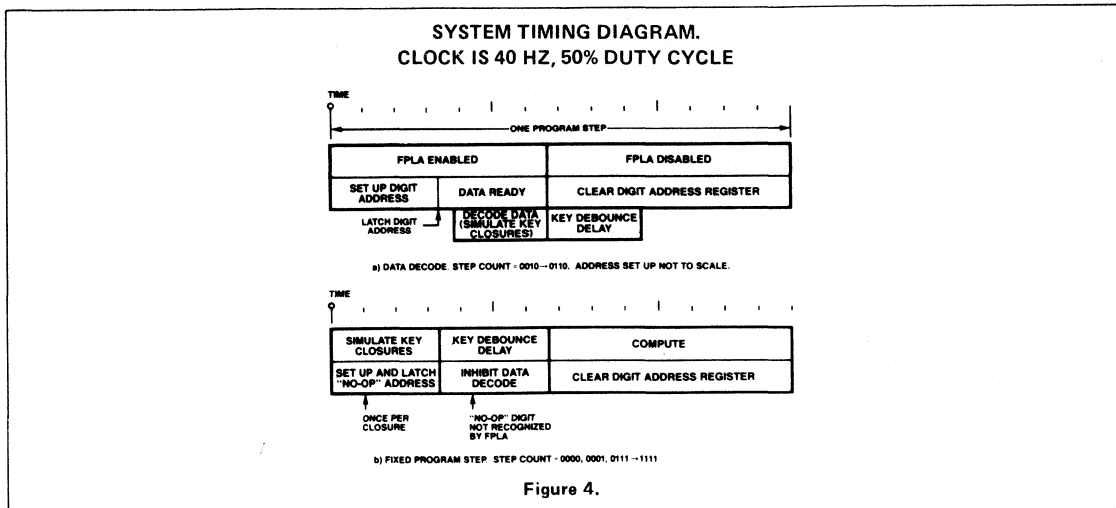 SYSTEM TIMING DIAGRAM.
CLOCK IS 40 HZ, 50% DUTY CYCLE
TIME
ONE PROGRAM STEP
FPLA ENABLED
FPLA DISABLED
SET UP DIGIT
ADDRESS
DATA READY
CLEAR DIGIT ADDRESS REGISTER
LATCH DIGIT
ADDRESS
DECODE DATA
(SIMULATE KEY
CLOSURES)
KEY DEBOUNCE
DELAY
a) DATA DECODE. STEP COUNT = 0010→0110. ADDRESS SET UP NOT TO SCALE.
TIME
SIMULATE KEY
CLOSURES
KEY DEBOUNCE
DELAY
COMPUTE
SET UP AND LATCH
"NO-OP" ADDRESS
INHIBIT DATA
DECODE
CLEAR DIGIT ADDRESS REGISTER
ONCE PER
CLOSURE
"NO-OP" DIGIT
NOT RECOGNIZED
BY FPLA
b) FIXED PROGRAM STEP. STEP COUNT = 0000, 0001, 0111→1111
Figure 4.